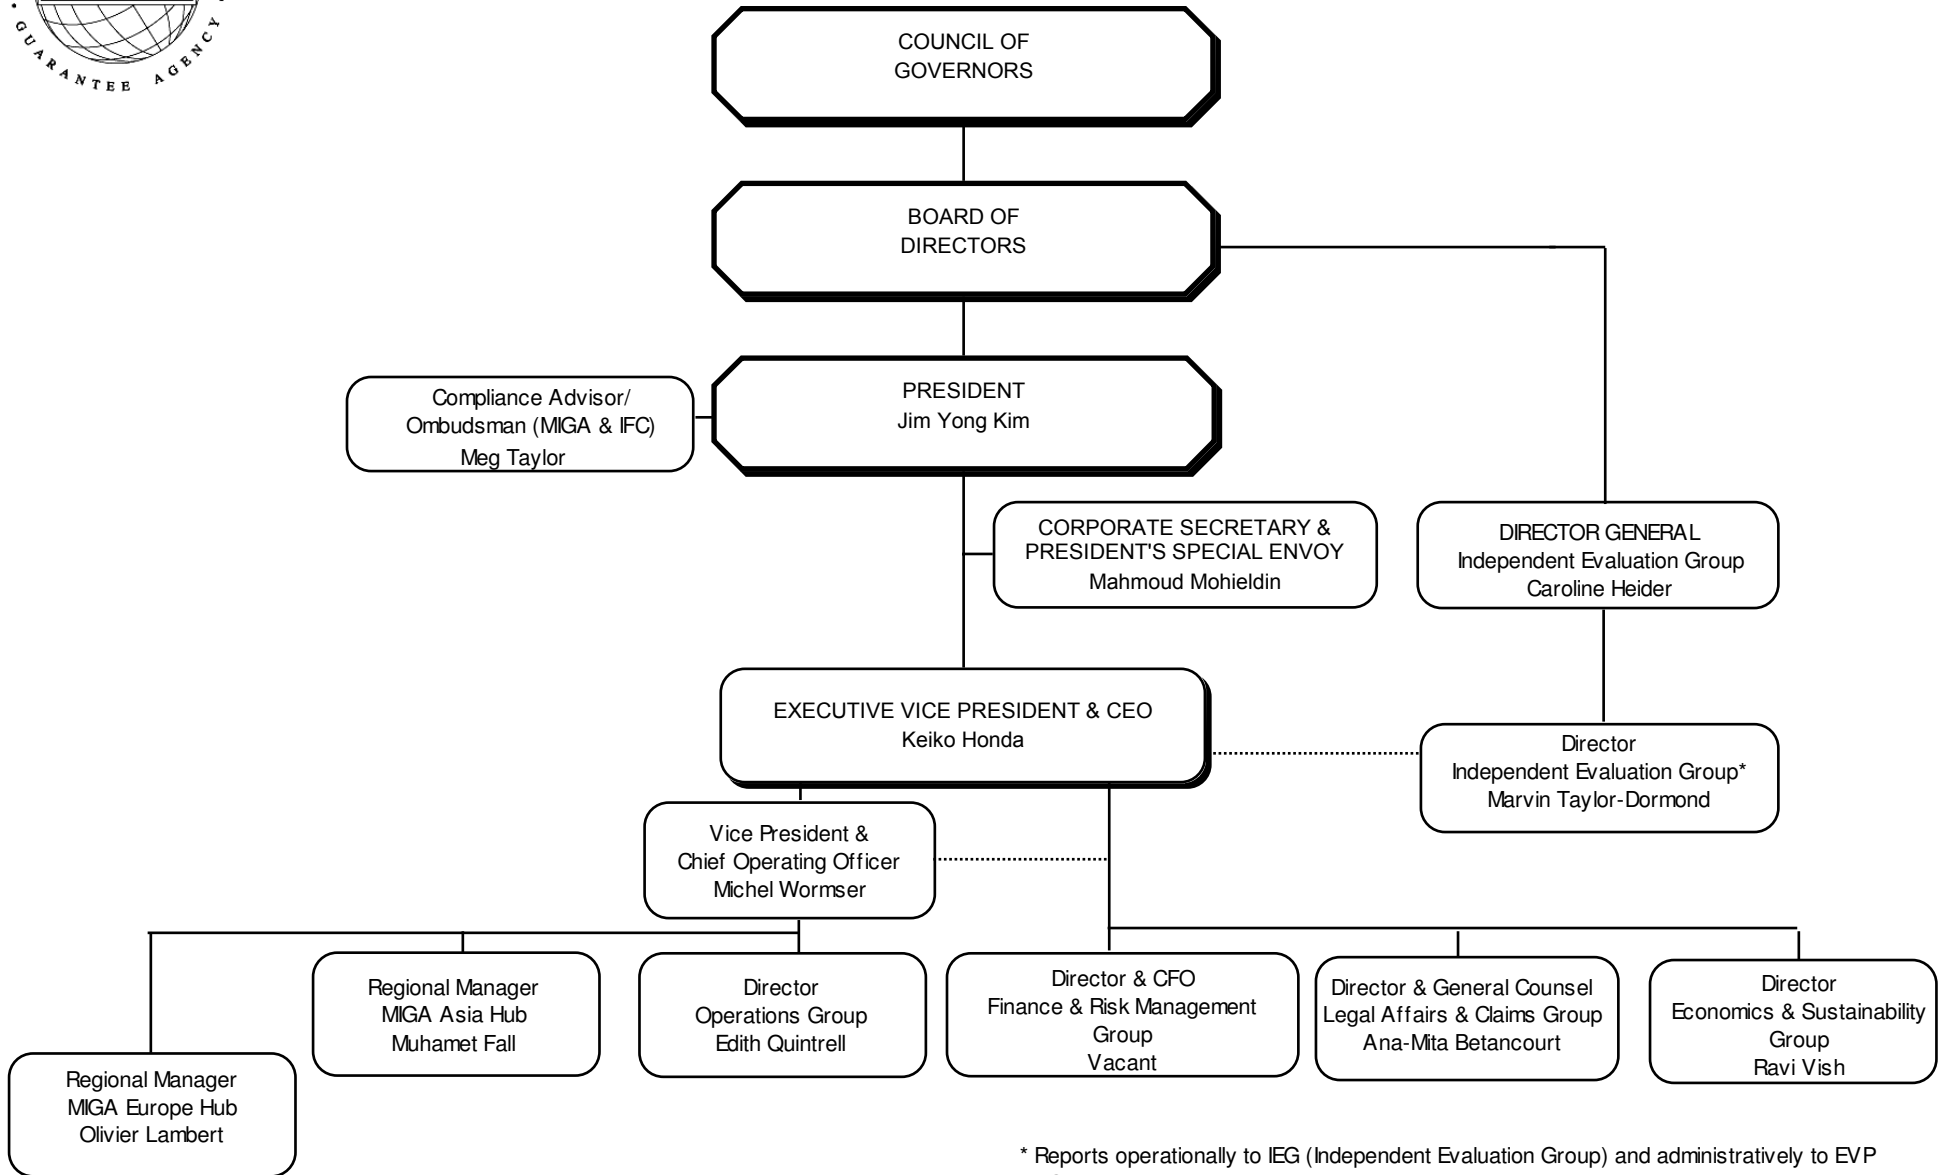 GUARANTEE AGENCY
COUNCIL OF
GOVERNORS
BOARD OF
DIRECTORS
PRESIDENT
Jim Yong Kim
Compliance Advisor/
Ombudsman (MIGA & IFC)
Meg Taylor
CORPORATE SECRETARY &
PRESIDENT'S SPECIAL ENVOY
Mahmoud Mohieldin
DIRECTOR GENERAL
Independent Evaluation Group
Caroline Heider
EXECUTIVE VICE PRESIDENT & CEO
Keiko Honda
Director
Independent Evaluation Group*
Marvin Taylor-Dormond
Vice President &
Chief Operating Officer
Michel Wormser
Regional Manager
MIGA Europe Hub
Olivier Lambert
Regional Manager
MIGA Asia Hub
Muhamet Fall
Director
Operations Group
Edith Quintrell
Director & CFO
Finance & Risk Management
Group
Vacant
Director & General Counsel
Legal Affairs & Claims Group
Ana-Mita Betancourt
Director
Economics & Sustainability
Group
Ravi Vish
* Reports operationally to IEG (Independent Evaluation Group) and administratively to EVP